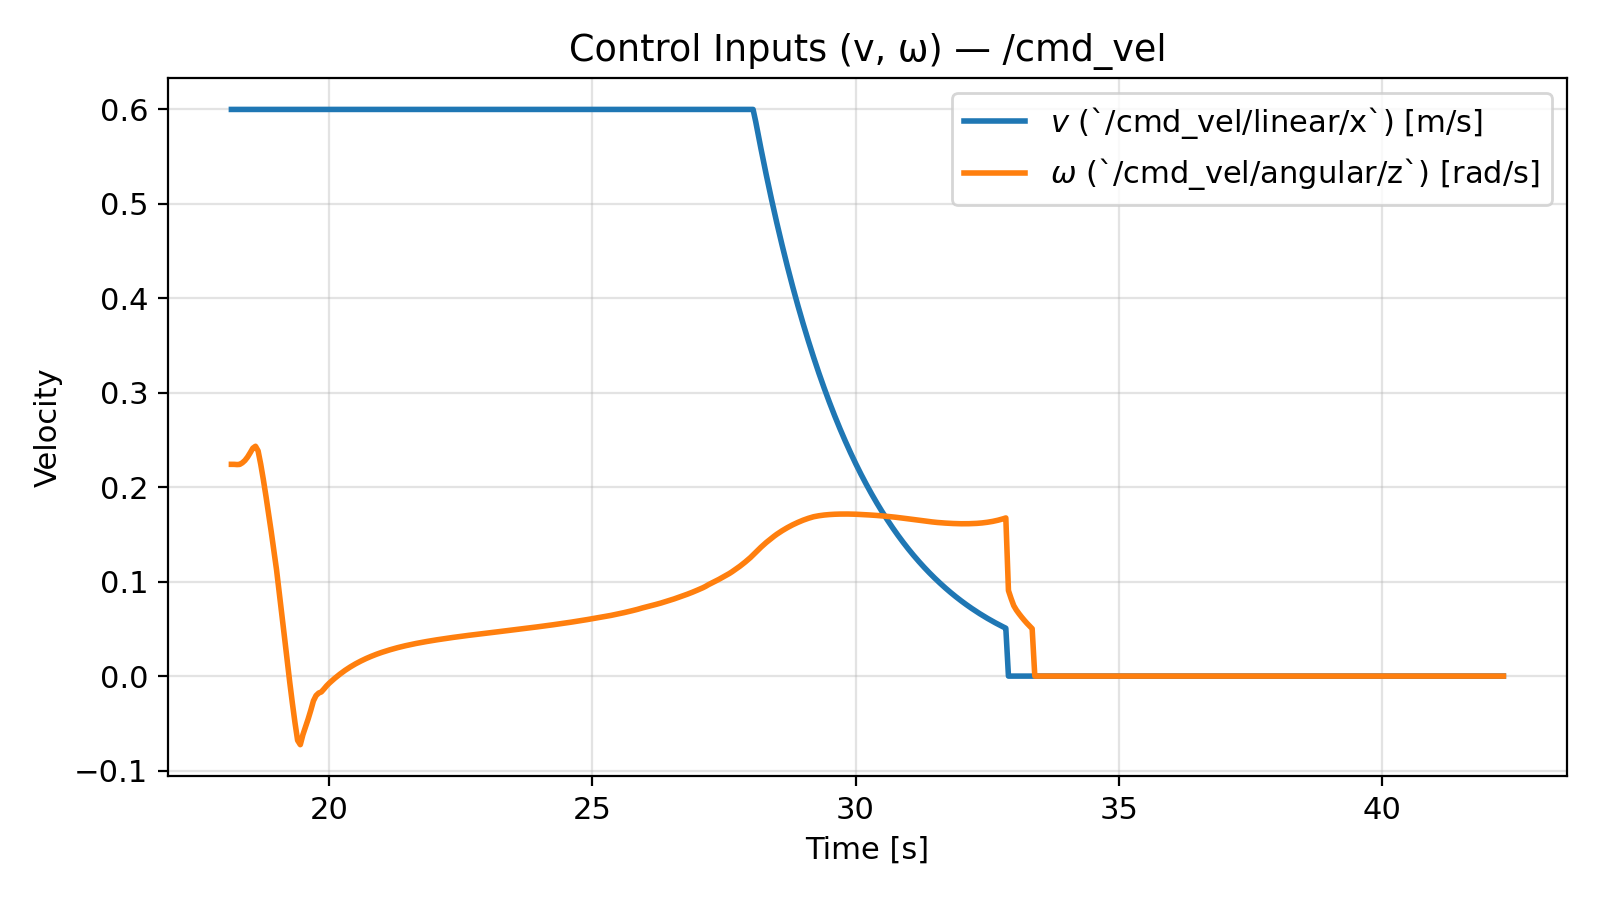 Control Inputs (v, ω) — /cmd_vel
v (`/cmd_vel/linear/x`) [m/s]
ω (`/cmd_vel/angular/z`) [rad/s]
0.6
0.5
0.4
0.3
0.2
0.1
0.0
−0.1
Velocity
20 25 30 35 40
Time [s]